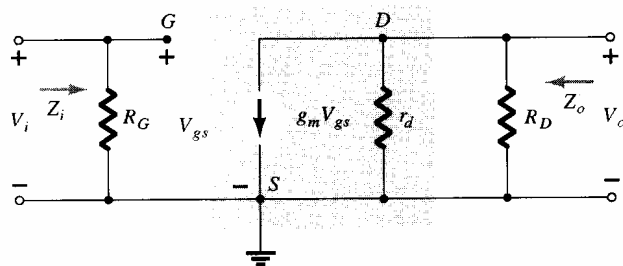 G
D
+
+
+
V_i
Z_i
R_G
V_gs
g_m V_gs
r_d
R_D
Z_o
V_o
−
−
S
−